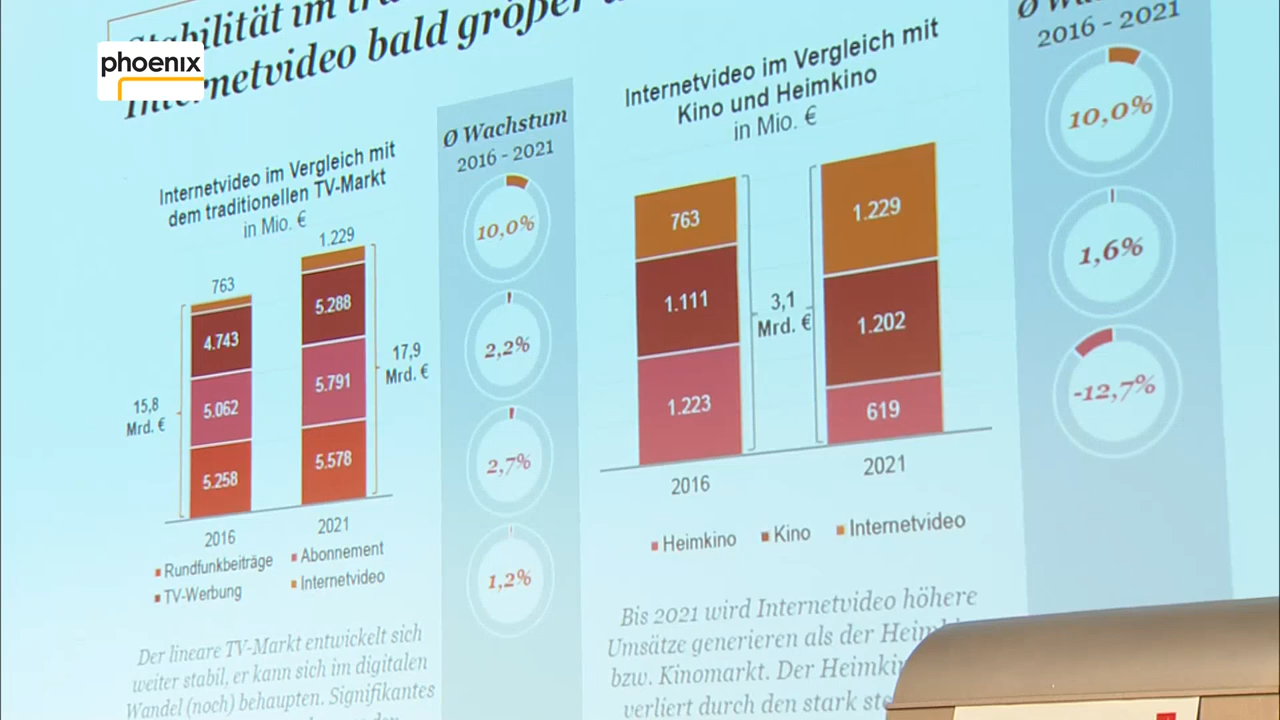 Stabilität im
Internetvideo bald größer
phoenix
Internetvideo im Vergleich mit
dem traditionellen TV-Markt
in Mio. €
763
4.743
5.062
5.258
15,8
Mrd. €
2016
1.229
5.288
5.791
5.578
17,9
Mrd. €
2021
Rundfunkbeiträge
Abonnement
TV-Werbung
Internetvideo
Der lineare TV-Markt entwickelt sich
weiter stabil, er kann sich im digitalen
Wandel (noch) behaupten. Signifikantes
Ø Wachstum
2016 - 2021
10,0%
2,2%
2,7%
1,2%
Internetvideo im Vergleich mit
Kino und Heimkino
in Mio. €
763
1.111
1.223
2016
3,1
Mrd. €
1.229
1.202
619
2021
Heimkino
Kino
Internetvideo
Bis 2021 wird Internetvideo höhere
Umsätze generieren als der
bzw. Kinomarkt. Der
verliert durch den stark
Ø
2016 - 2021
10,0%
1,6%
-12,7%